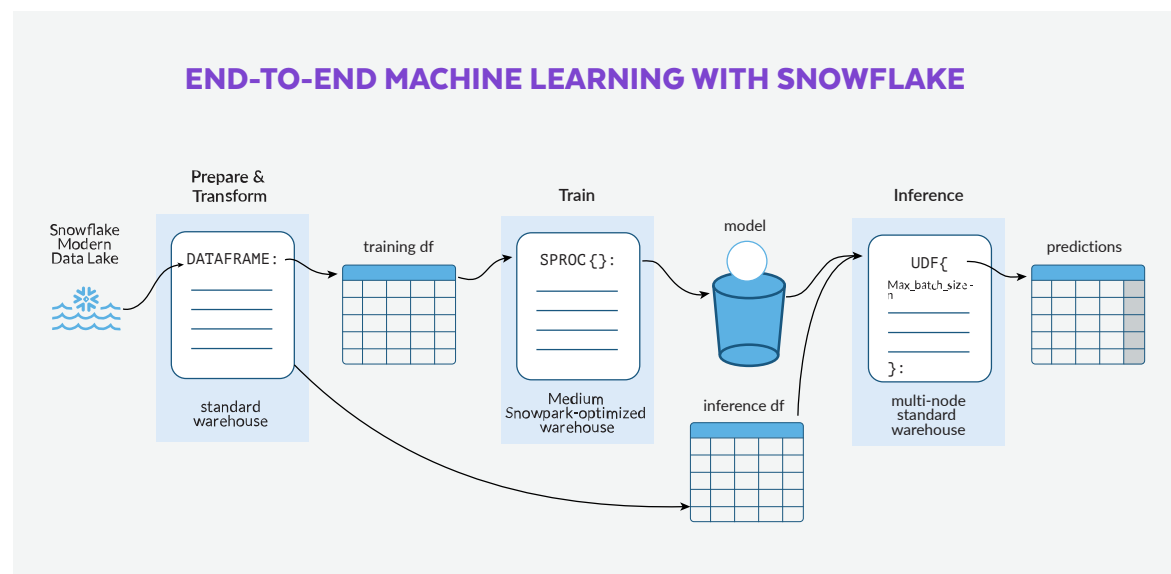 END-TO-END MACHINE LEARNING WITH SNOWFLAKE
Prepare &
Transform
Train
Inference
Snowflake
Modern
Data Lake
DATAFRAME:
standard
warehouse
training df
SPROC{}:
Medium
Snowpark-optimized
warehouse
model
inference df
UDF{
Max_batch_size -
n
}:
multi-node
standard
warehouse
predictions